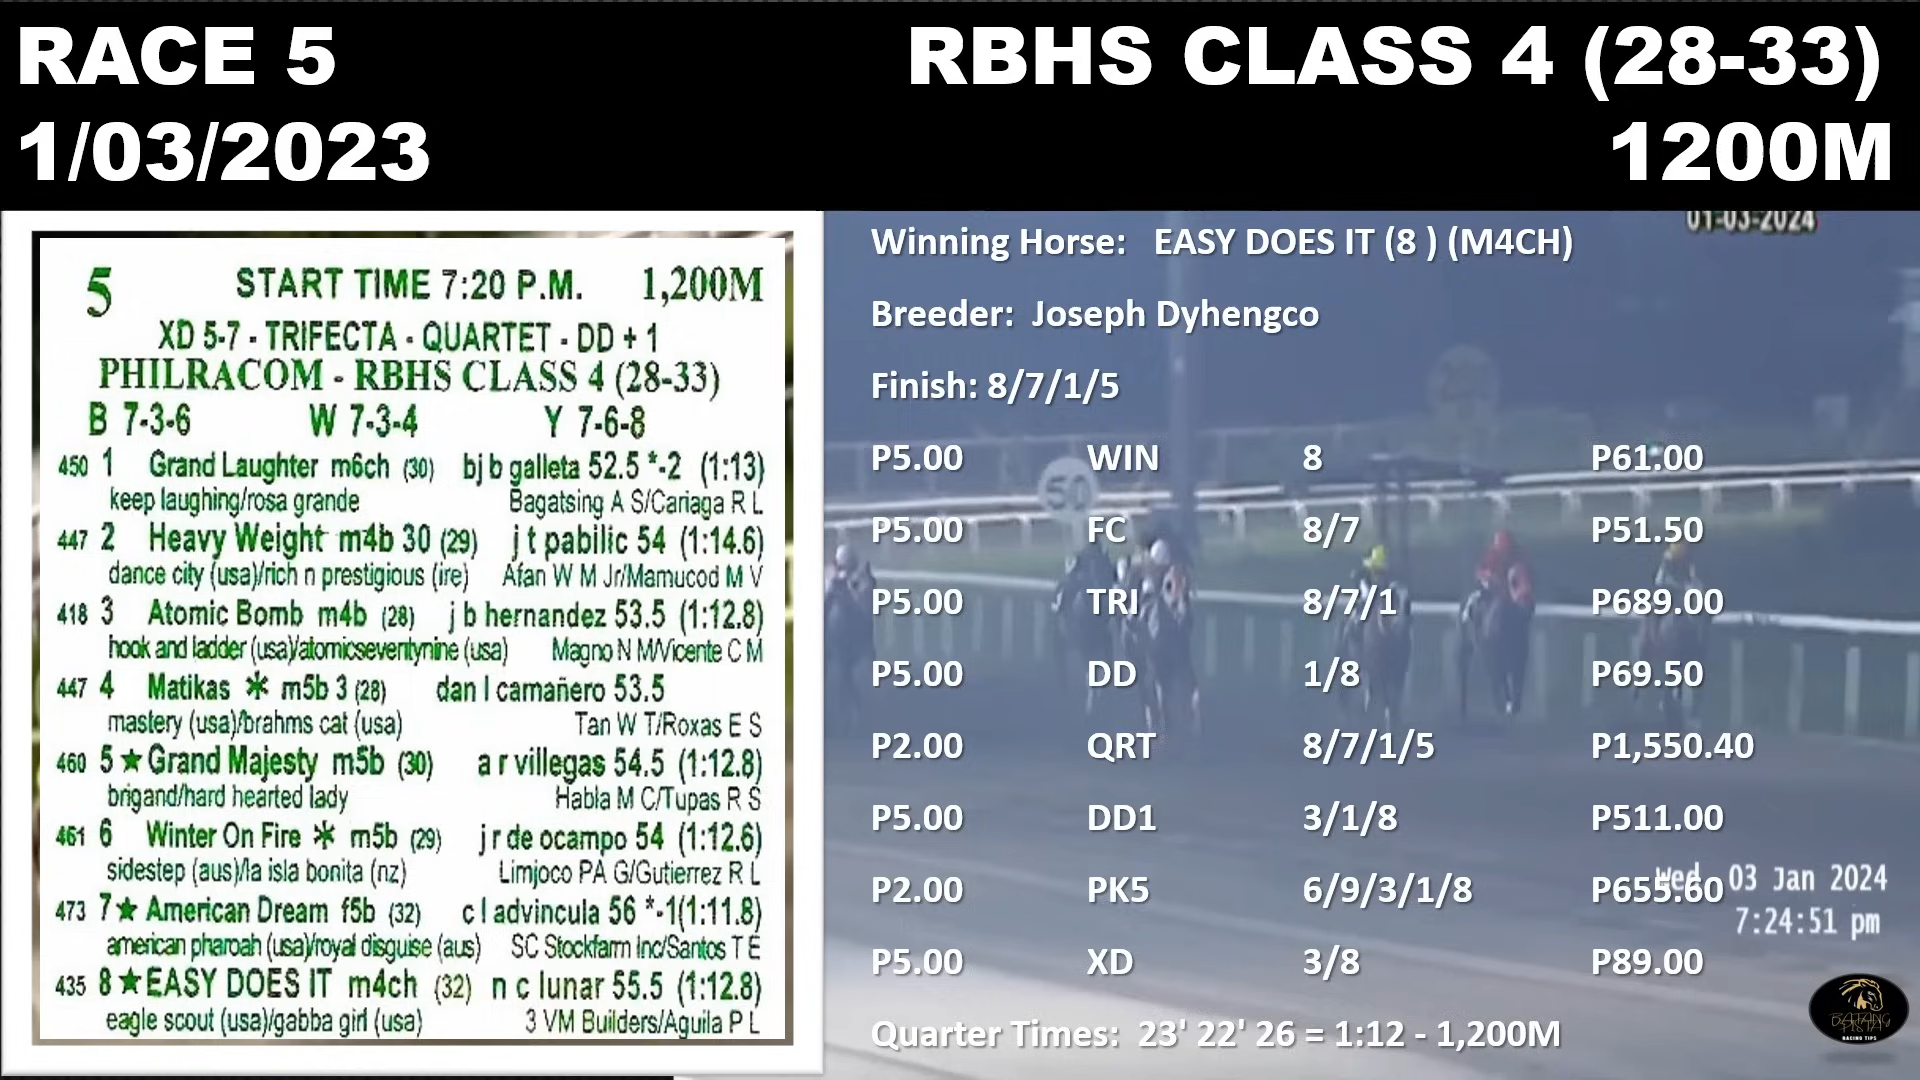 RACE 5
1/03/2023
RBHS CLASS 4 (28-33)
1200M
5 START TIME 7:20 P.M. 1,200M
XD 5-7 - TRIFECTA - QUARTET - DD + 1
PHILRACOM - RBHS CLASS 4 (28-33)
B 7-3-6 W 7-3-4 Y 7-6-8
450 1 Grand Laughter m6ch (30) bj b galleta 52.5 *-2 (1:13)
keep laughing/rosa grande Bagatsing A S/Cariaga R L
447 2 Heavy Weight m4b 30 (29) j t pabilic 54 (1:14.6)
dance city (usa)/rich n prestigious (ire) Afan W M Jr/Mamucod M V
418 3 Atomic Bomb m4b (28) j b hernandez 53.5 (1:12.8)
hook and ladder (usa)/atomicseventynine (usa) Magno N M/Vicente C M
447 4 Matikas * m5b 3 (28) dan l camañero 53.5
mastery (usa)/brahms cat (usa) Tan W T/Roxas E S
460 5 ★ Grand Majesty m5b (30) a r villegas 54.5 (1:12.8)
brigand/hard hearted lady Habla M C/Tupas R S
461 6 Winter On Fire * m5b (29) j r de ocampo 54 (1:12.6)
sidestep (aus)/la isla bonita (nz) Limjoco PA G/Gutierrez R L
473 7 ★ American Dream f5b (32) c l advincula 56 *-1(1:11.8)
american pharoah (usa)/royal disguise (aus) SC Stockfarm Inc/Santos T E
435 8 ★ EASY DOES IT m4ch (32) n c lunar 55.5 (1:12.8)
eagle scout (usa)/gabba girl (usa) 3 VM Builders/Aguila P L
01-03-2024
Winning Horse: EASY DOES IT (8 ) (M4CH)
Breeder: Joseph Dyhengco
Finish: 8/7/1/5
P5.00 WIN 8 P61.00
50
P5.00 FC 8/7 P51.50
P5.00 TRI 8/7/1 P689.00
P5.00 DD 1/8 P69.50
P2.00 QRT 8/7/1/5 P1,550.40
P5.00 DD1 3/1/8 P511.00
P2.00 PK5 6/9/3/1/8 P655.60
Wed 03 Jan 2024
7:24:51 pm
P5.00 XD 3/8 P89.00
Quarter Times: 23' 22' 26 = 1:12 - 1,200M
BATANG
PISTA
RACING TIPS